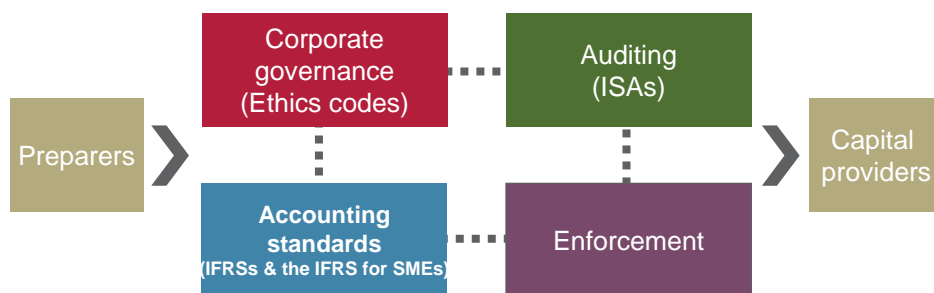 Preparers
Corporate
governance
(Ethics codes)
Auditing
(ISAs)
Accounting
standards
(IFRSs & the IFRS for SMEs)
Enforcement
Capital
providers